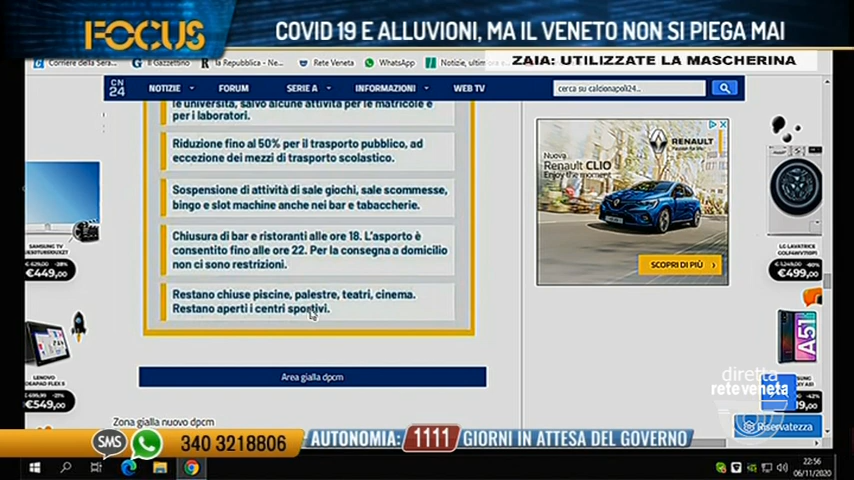 FOCUS
COVID 19 E ALLUVIONI, MA IL VENETO NON SI PIEGA MAI
ZAIA: UTILIZZATE LA MASCHERINA
Corriere della Sera...
Il Gazzettino
la Repubblica - Ne...
Rete Veneta
WhatsApp
Notizie, ultim
CN
24
NOTIZIE
FORUM
SERIE A
INFORMAZIONI
WEB TV
cerca su calcionapoli24...
le università, salvo alcune attività per le matricole e
per i laboratori.
Riduzione fino al 50% per il trasporto pubblico, ad
eccezione dei mezzi di trasporto scolastico.
Sospensione di attività di sale giochi, sale scommesse,
bingo e slot machine anche nei bar e tabaccherie.
Chiusura di bar e ristoranti alle ore 18. L'asporto è
consentito fino alle ore 22. Per la consegna a domicilio
non ci sono restrizioni.
Restano chiuse piscine, palestre, teatri, cinema.
Restano aperti i centri sportivi.
Area gialla dpcm
Zona gialla nuovo dpcm
RENAULT
Nuova
Renault CLIO
Enjoy the moment
SCOPRI DI PIÙ
SAMSUNG TV
€449,00
LENOVO
IDEAPAD FLEX 5
€549,00
LG LAVATRICE
€499,00
A51
diretta
reteveneta
Riservatezza
SMS
340 3218806
AUTONOMIA: 1111 GIORNI IN ATTESA DEL GOVERNO
22:56
06/11/2020